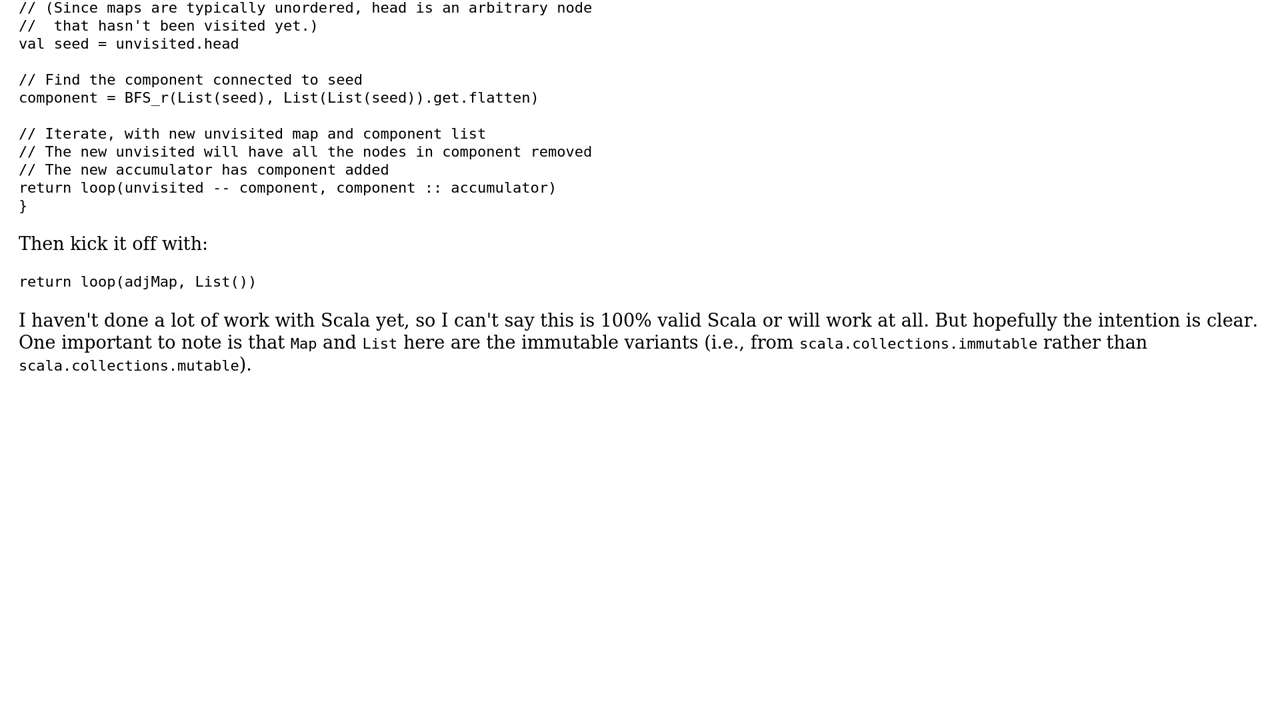 // (Since maps are typically unordered, head is an arbitrary node
//  that hasn't been visited yet.)
val seed = unvisited.head

// Find the component connected to seed
component = BFS_r(List(seed), List(List(seed)).get.flatten)

// Iterate, with new unvisited map and component list
// The new unvisited will have all the nodes in component removed
// The new accumulator has component added
return loop(unvisited -- component, component :: accumulator)
}
Then kick it off with:
return loop(adjMap, List())
I haven't done a lot of work with Scala yet, so I can't say this is 100% valid Scala or will work at all. But hopefully the intention is clear.
One important to note is that Map and List here are the immutable variants (i.e., from scala.collections.immutable rather than
scala.collections.mutable).